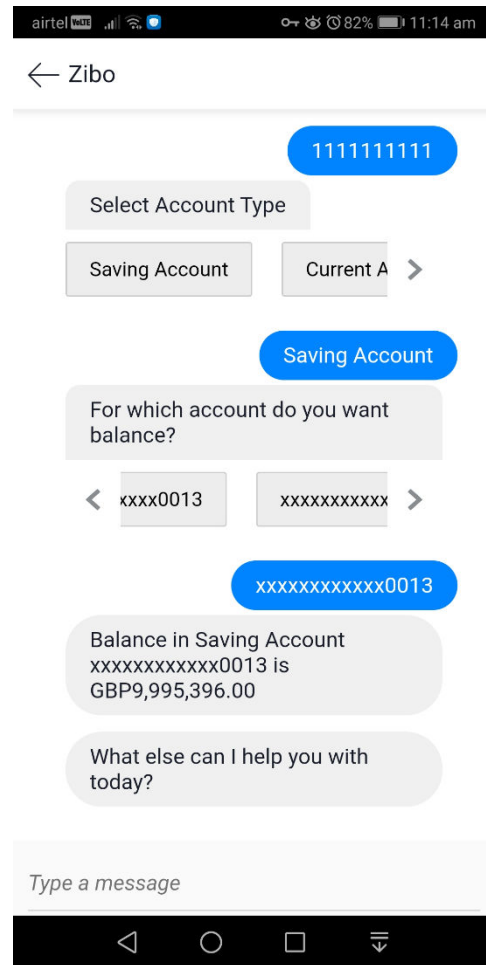 airtel VoLTE 82% 11:14 am
Zibo
1111111111
Select Account Type
Saving Account Current A
Saving Account
For which account do you want
balance?
xxxx0013 xxxxxxxxxxx
xxxxxxxxxxxx0013
Balance in Saving Account
xxxxxxxxxxxx0013 is
GBP9,995,396.00
What else can I help you with
today?
Type a message